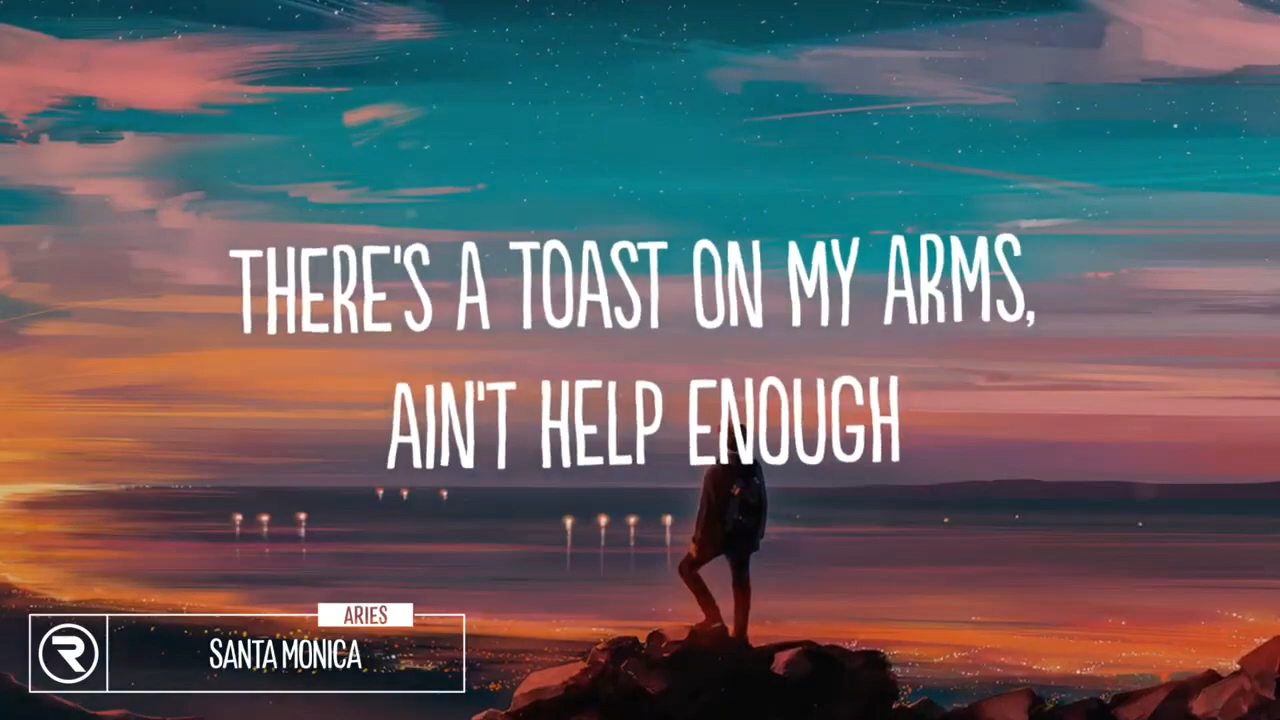 THERE'S A TOAST ON MY ARMS,
AIN'T HELP ENOUGH
ARIES
SANTA MONICA